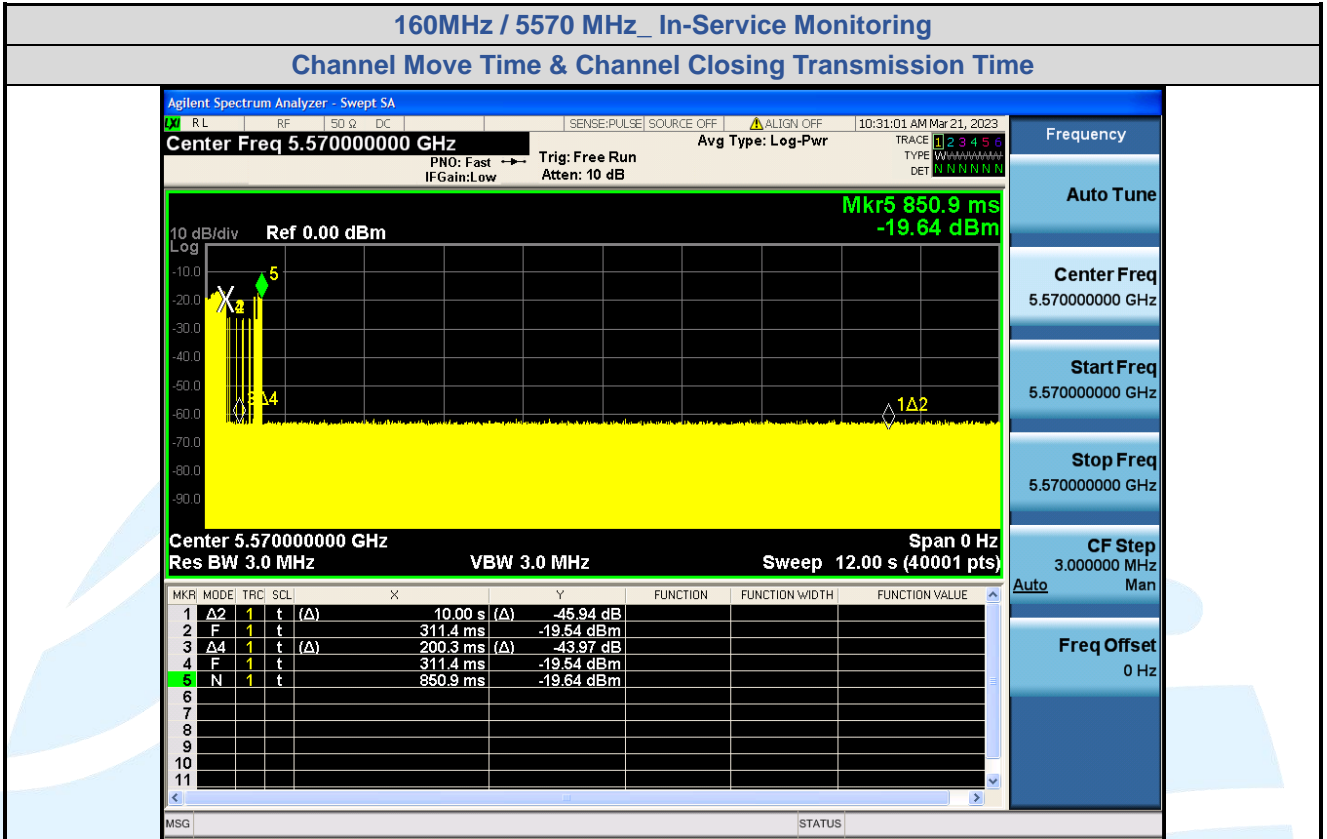 160MHz / 5570 MHz_ In-Service Monitoring
Channel Move Time & Channel Closing Transmission Time
Agilent Spectrum Analyzer - Swept SA
LXI RL RF 50 Ω DC SENSE:PULSE SOURCE OFF ALIGN OFF 10:31:01 AM Mar 21, 2023
Center Freq 5.570000000 GHz Avg Type: Log-Pwr TRACE 1 2 3 4 5 6
PNO: Fast Trig: Free Run TYPE WWWWWW
IFGain:Low Atten: 10 dB DET N N N N N N
Mkr5 850.9 ms
10 dB/div Ref 0.00 dBm -19.64 dBm
Log
-10.0
-20.0
-30.0
-40.0
-50.0
-60.0
-70.0
-80.0
-90.0
5
X
3Δ4
1Δ2
Center 5.570000000 GHz Span 0 Hz
Res BW 3.0 MHz VBW 3.0 MHz Sweep 12.00 s (40001 pts)
MKR MODE TRC SCL X Y FUNCTION FUNCTION WIDTH FUNCTION VALUE
1 Δ2 1 t (Δ) 10.00 s (Δ) -45.94 dB
2 F 1 t 311.4 ms -19.54 dBm
3 Δ4 1 t (Δ) 200.3 ms (Δ) -43.97 dB
4 F 1 t 311.4 ms -19.54 dBm
5 N 1 t 850.9 ms -19.64 dBm
6
7
8
9
10
11
MSG STATUS
Frequency
Auto Tune
Center Freq
5.570000000 GHz
Start Freq
5.570000000 GHz
Stop Freq
5.570000000 GHz
CF Step
3.000000 MHz
Auto Man
Freq Offset
0 Hz